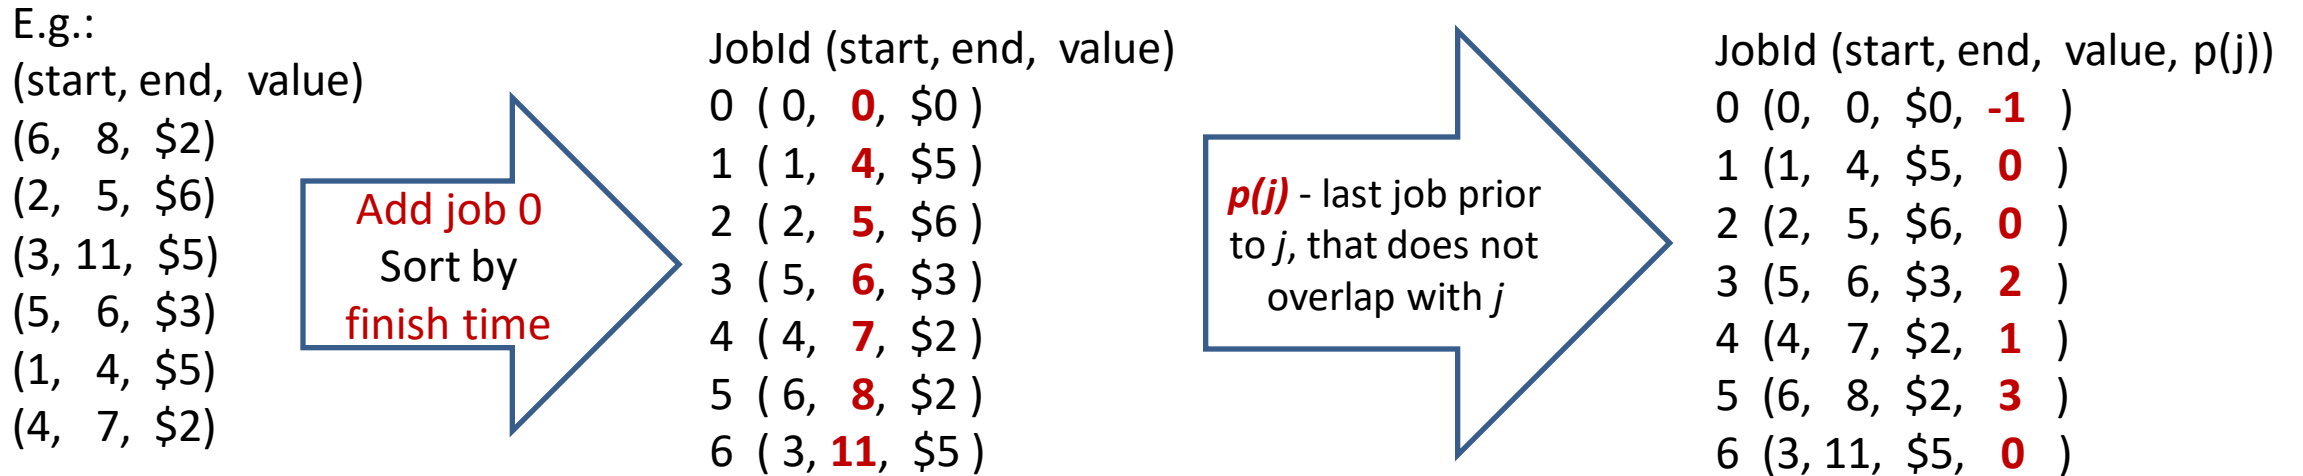 E.g.:
(start, end, value)
(6, 8, $2)
(2, 5, $6)
(3, 11, $5)
(5, 6, $3)
(1, 4, $5)
(4, 7, $2)
Add job 0
Sort by
finish time
JobId (start, end, value)
0 ( 0, 0, $0 )
1 ( 1, 4, $5 )
2 ( 2, 5, $6 )
3 ( 5, 6, $3 )
4 ( 4, 7, $2 )
5 ( 6, 8, $2 )
6 ( 3, 11, $5 )
p(j) - last job prior
to j, that does not
overlap with j
JobId (start, end, value, p(j))
0 (0, 0, $0, -1 )
1 (1, 4, $5, 0 )
2 (2, 5, $6, 0 )
3 (5, 6, $3, 2 )
4 (4, 7, $2, 1 )
5 (6, 8, $2, 3 )
6 (3, 11, $5, 0 )